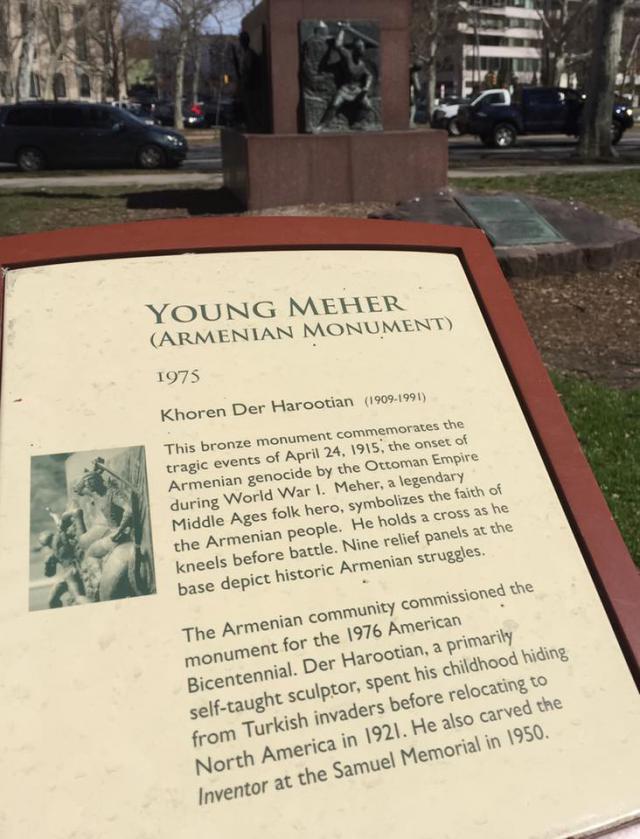 YOUNG MEHER
(ARMENIAN MONUMENT)
1975
Khoren Der Harootian (1909-1991)
This bronze monument commemorates the
tragic events of April 24, 1915, the onset of
Armenian genocide by the Ottoman Empire
during World War I. Meher, a legendary
Middle Ages folk hero, symbolizes the faith of
the Armenian people. He holds a cross as he
kneels before battle. Nine relief panels at the
base depict historic Armenian struggles.
The Armenian community commissioned the
monument for the 1976 American
Bicentennial. Der Harootian, a primarily
self-taught sculptor, spent his childhood hiding
from Turkish invaders before relocating to
North America in 1921. He also carved the
Inventor at the Samuel Memorial in 1950.